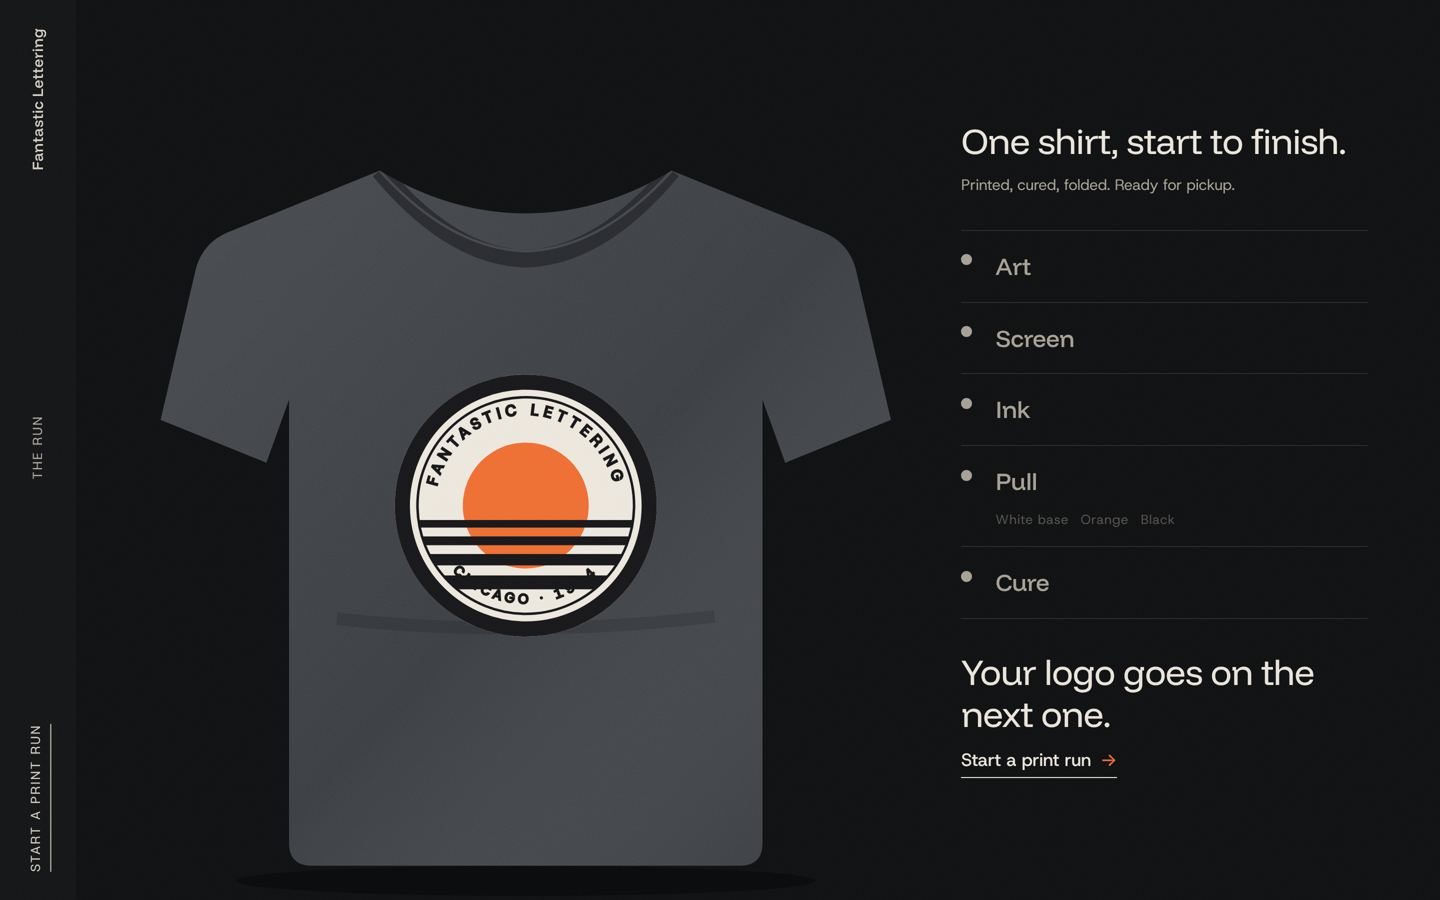 Fantastic Lettering
THE RUN
START A PRINT RUN
FANTASTIC LETTERING
One shirt, start to finish.
Printed, cured, folded. Ready for pickup.
Art
Screen
Ink
Pull
White base Orange Black
Cure
Your logo goes on the
next one.
Start a print run →